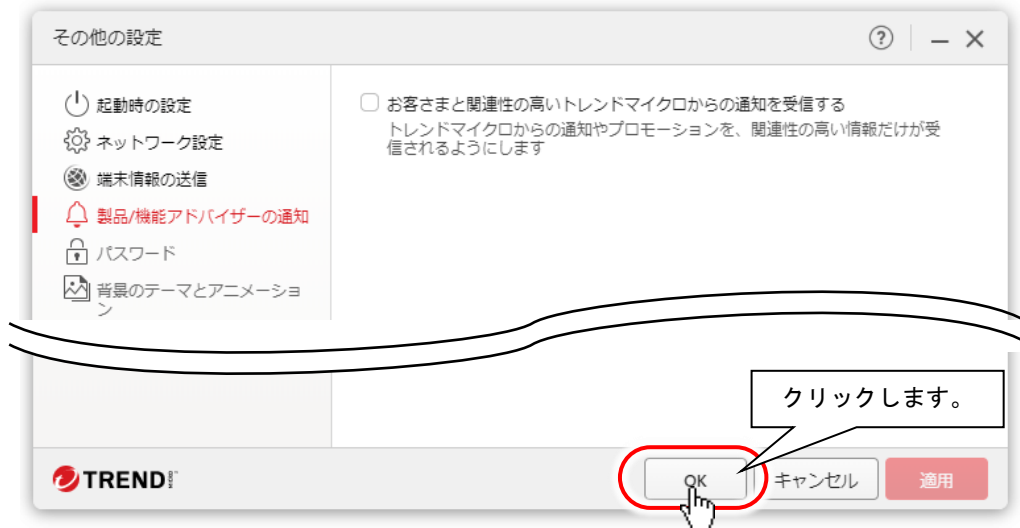 その他の設定
起動時の設定
ネットワーク設定
端末情報の送信
製品/機能アドバイザーの通知
パスワード
背景のテーマとアニメーショ
ン
お客さまと関連性の高いトレンドマイクロからの通知を受信する
トレンドマイクロからの通知やプロモーションを、関連性の高い情報だけが受
信されるようにします
クリックします。
TREND
OK
キャンセル
適用